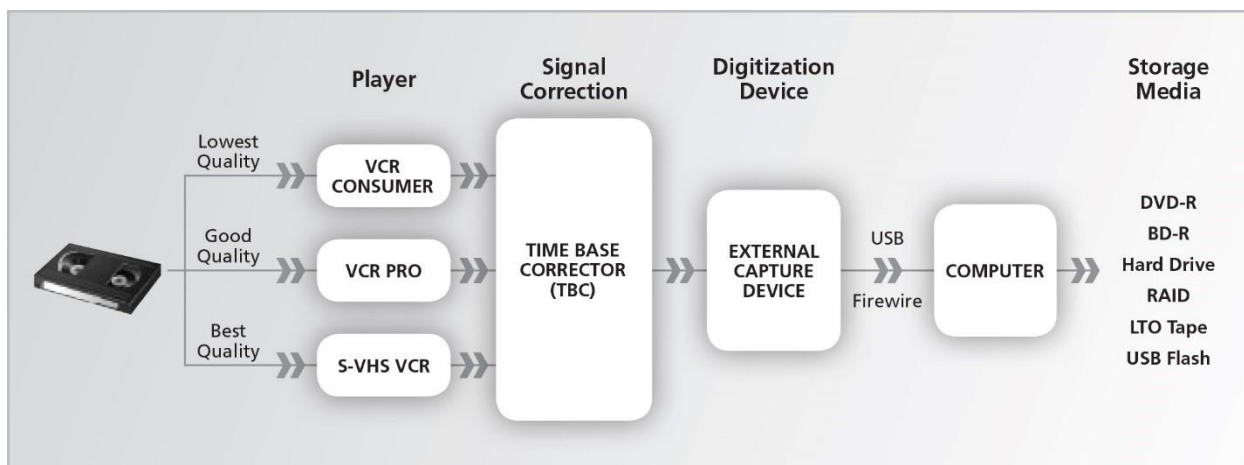 Player
Signal
Correction
Digitization
Device
Storage
Media
Lowest
Quality
VCR
CONSUMER
Good
Quality
VCR PRO
Best
Quality
S-VHS VCR
TIME BASE
CORRECTOR
(TBC)
EXTERNAL
CAPTURE
DEVICE
USB
Firewire
COMPUTER
DVD-R
BD-R
Hard Drive
RAID
LTO Tape
USB Flash